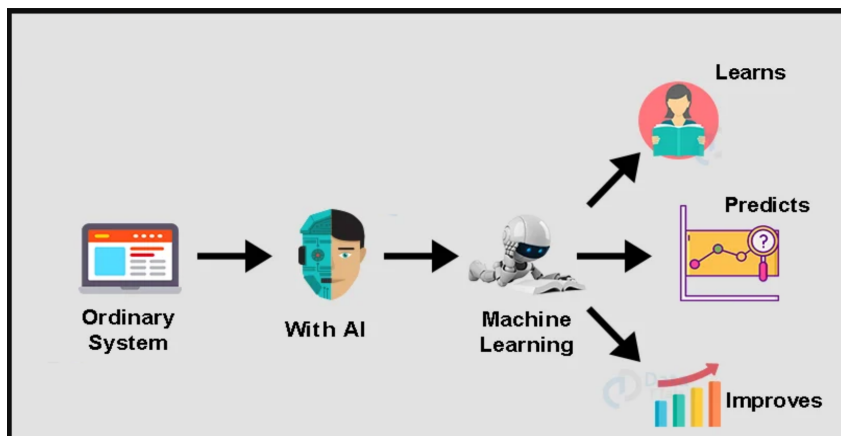 Learns
Predicts
Ordinary
System
With AI
Machine
Learning
Improves
?